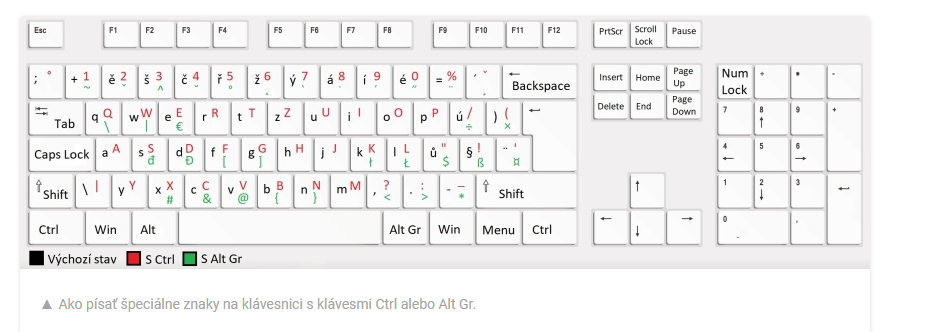 Esc F1 F2 F3 F4 F5 F6 F7 F8 F9 F10 F11 F12 PrtScr Scroll Lock Pause
; ° + 1 ~ ě 2 ˇ š 3 ^ č 4 ˘ ř 5 ° ž 6 ˛ ý 7 ` á 8 ˙ í 9 ´ é 0 ˝ = % ¨ ´ ˇ ¸ ← Backspace Insert Home Page Up Num Lock ÷ * -
Tab q Q \ w W | e E € r R t T z Z u U i I o O p P ú / ÷ ) ( × ← Delete End Page Down 7 8 ↑ 9 +
Caps Lock a A s S đ d D Đ f F [ g G ] h H j J k K ł l L Ł ů " $ § ! ß ¨ ' ¤ 4 ← 5 6 →
⇧ Shift \ | y Y x X # c C & v V @ b B { n N } m M , ? < . : > - _ * ⇧ Shift ↑ 1 2 ↓ 3 ←
Ctrl Win Alt Alt Gr Win Menu Ctrl ← ↓ → 0 .
Výchozí stav S Ctrl S Alt Gr
▲ Ako písať špeciálne znaky na klávesnici s klávesmi Ctrl alebo Alt Gr.